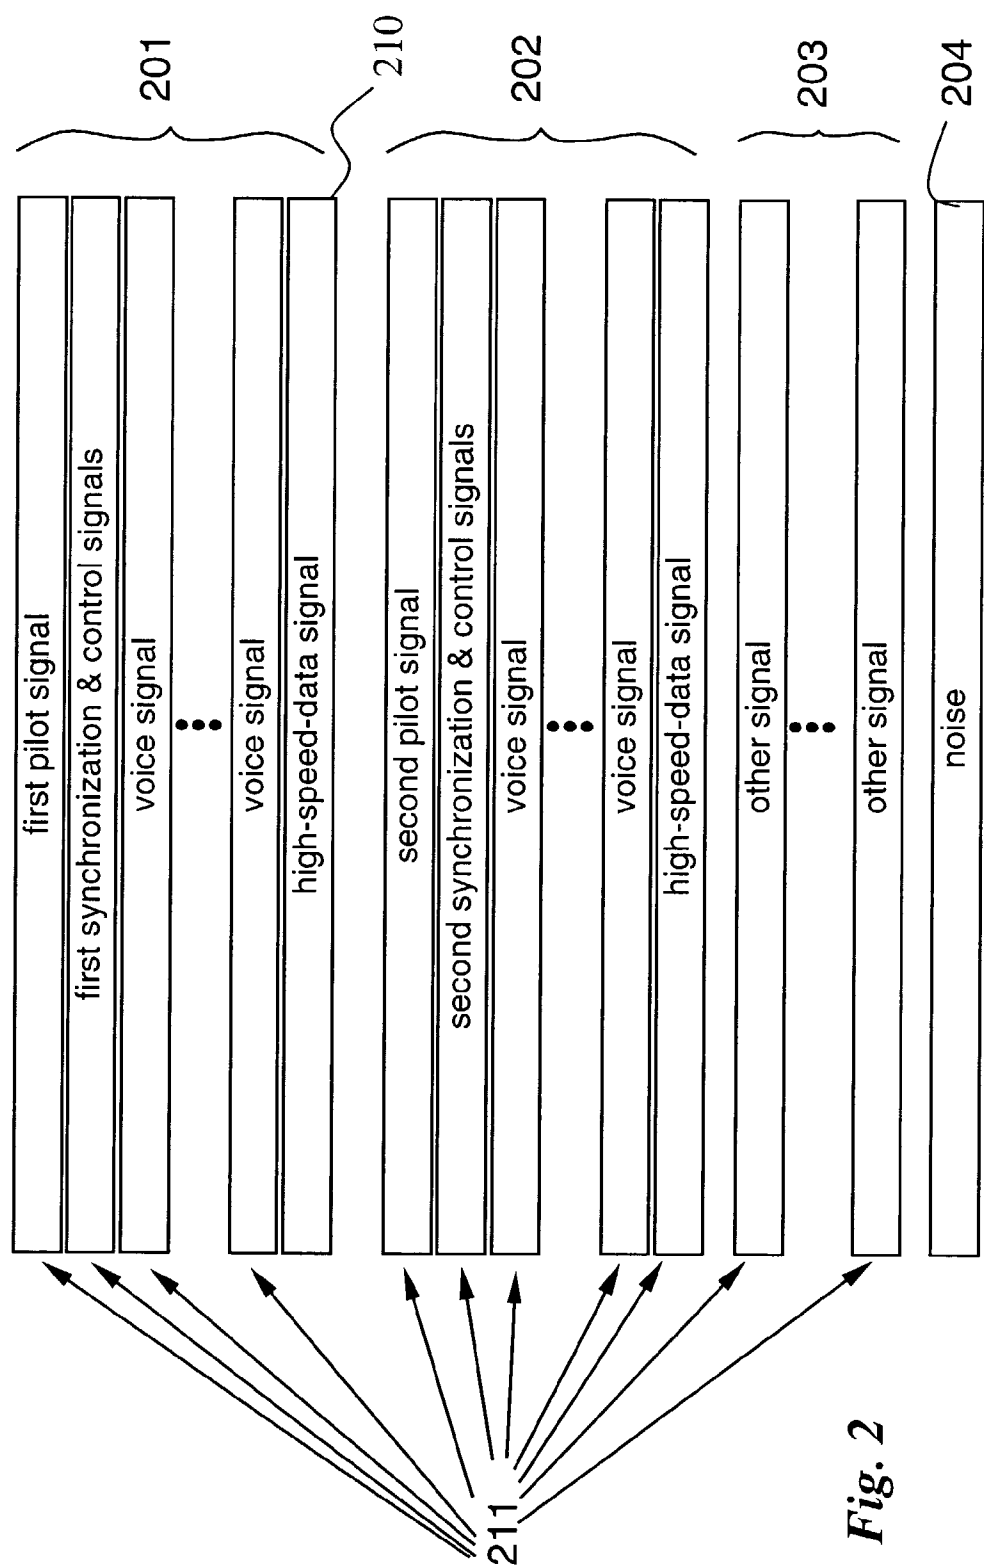 first pilot signal
first synchronization & control signals
voice signal
•••
voice signal
high-speed-data signal
201
210
second pilot signal
second synchronization & control signals
voice signal
•••
voice signal
high-speed-data signal
202
other signal
•••
other signal
203
noise
204
211
Fig. 2